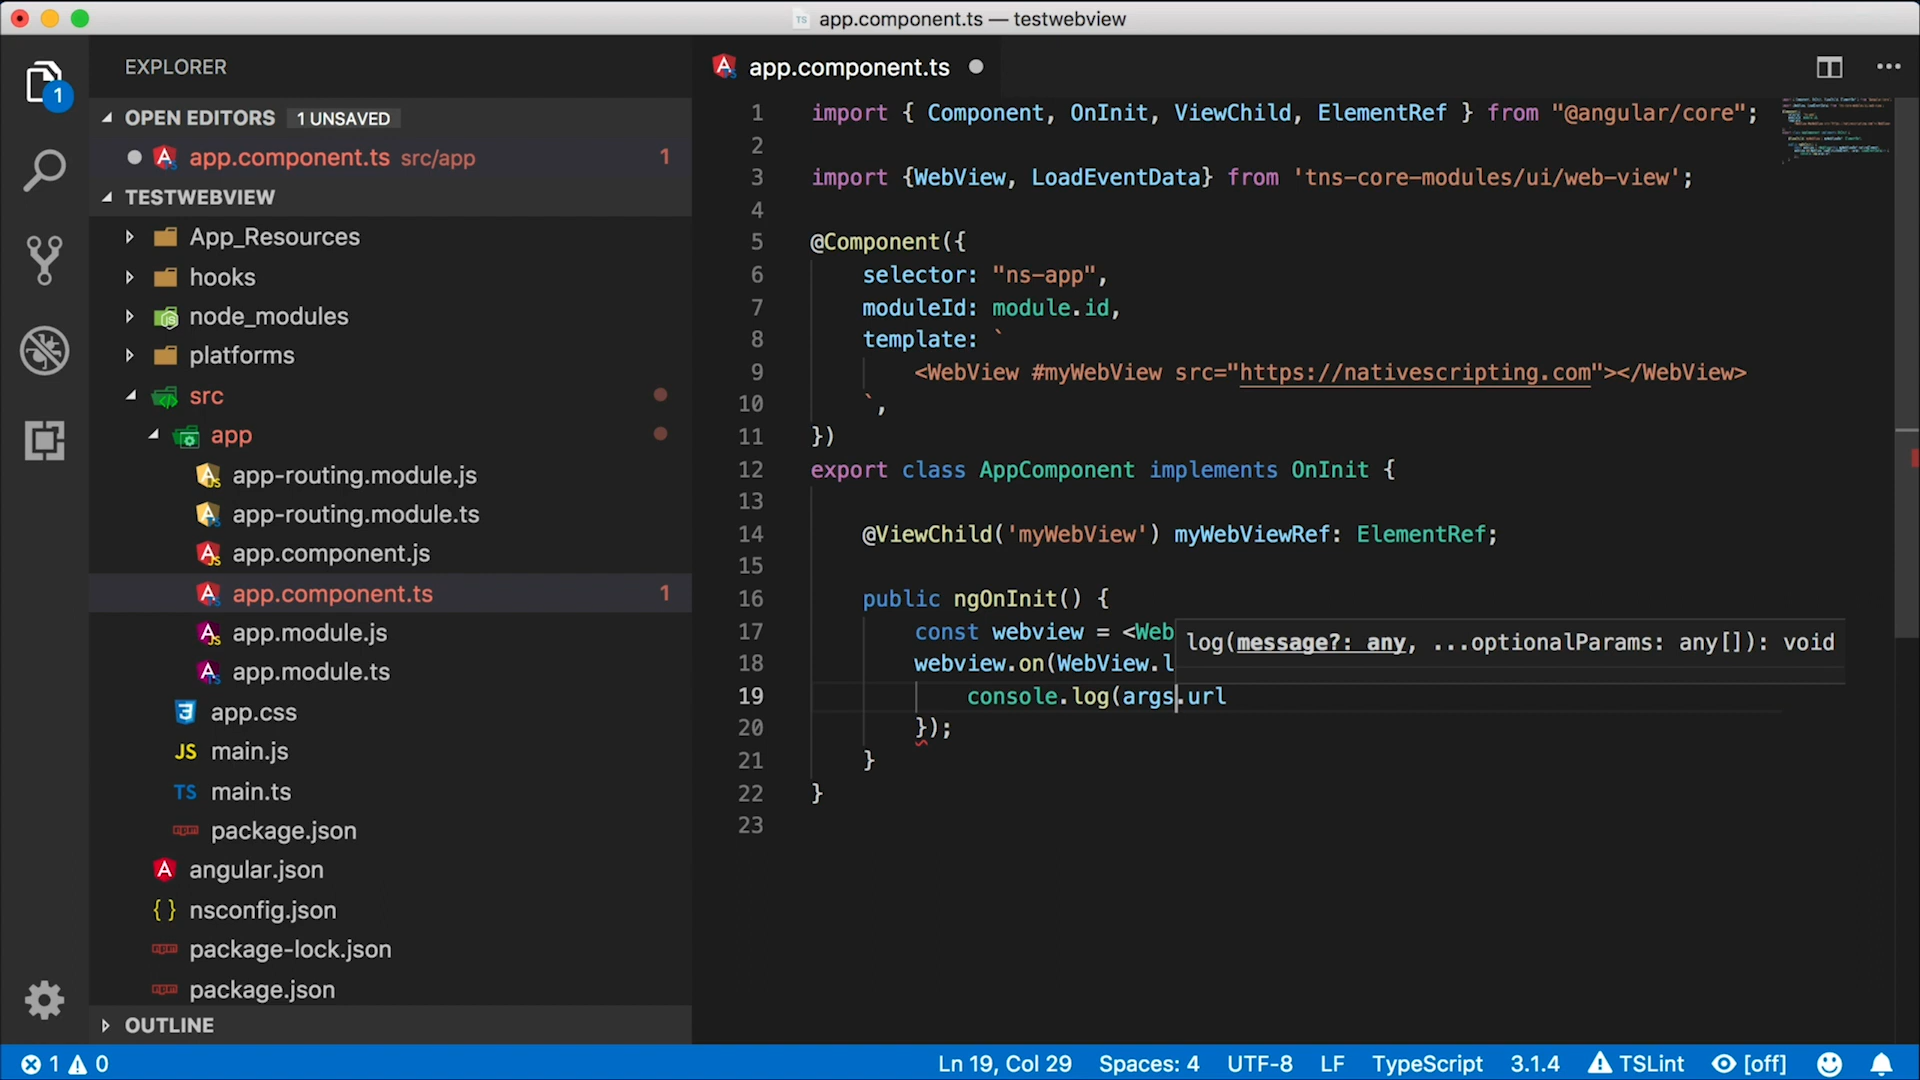 TS app.component.ts — testwebview
EXPLORER
1
OPEN EDITORS 1 UNSAVED
app.component.ts src/app 1
TESTWEBVIEW
App_Resources
hooks
node_modules
platforms
src
app
app-routing.module.js
app-routing.module.ts
app.component.js
app.component.ts 1
app.module.js
app.module.ts
app.css
JS main.js
TS main.ts
npm package.json
angular.json
{ } nsconfig.json
npm package-lock.json
npm package.json
OUTLINE
app.component.ts
1 import { Component, OnInit, ViewChild, ElementRef } from "@angular/core";
2
3 import {WebView, LoadEventData} from 'tns-core-modules/ui/web-view';
4
5 @Component({
6 selector: "ns-app",
7 moduleId: module.id,
8 template: `
9 <WebView #myWebView src="https://nativescripting.com"></WebView>
10 `,
11 })
12 export class AppComponent implements OnInit {
13
14 @ViewChild('myWebView') myWebViewRef: ElementRef;
15
16 public ngOnInit() {
17 const webview = <Web
log(message?: any, ...optionalParams: any[]): void
18 webview.on(WebView.l
19 console.log(args.url
20 });
21 }
22 }
23
1 0 Ln 19, Col 29 Spaces: 4 UTF-8 LF TypeScript 3.1.4 TSLint [off]